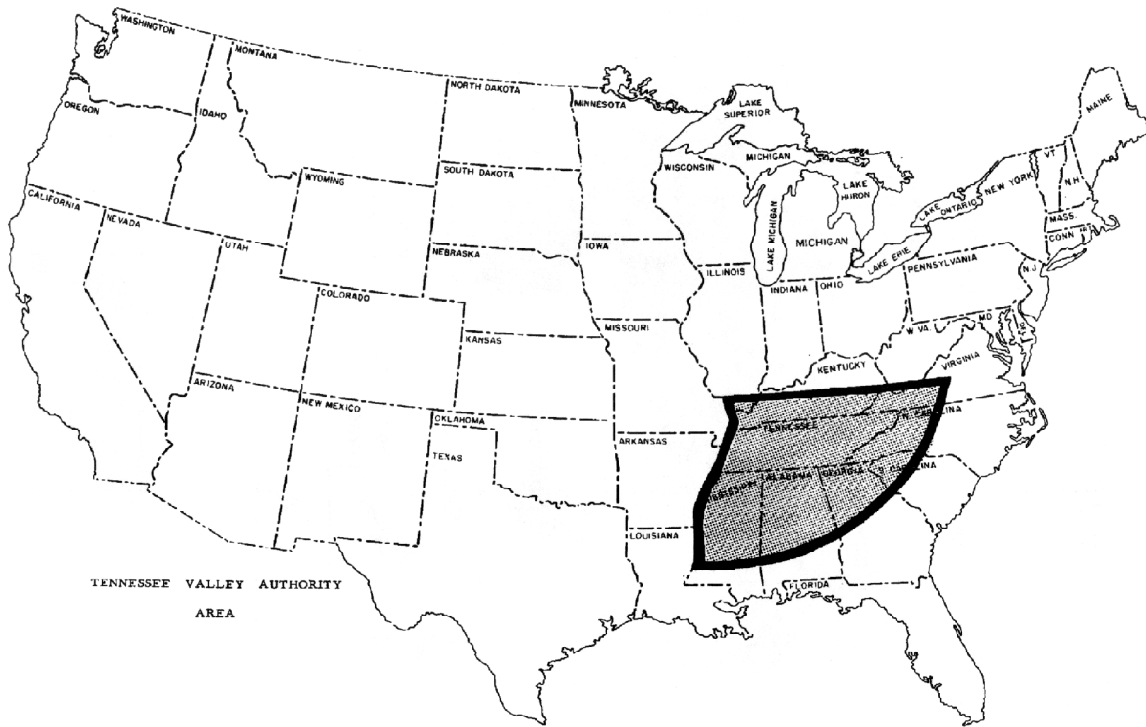 WASHINGTON
MONTANA
NORTH DAKOTA
MINNESOTA
LAKE
SUPERIOR
MAINE
OREGON
IDAHO
VT.
N.H.
MICHIGAN
WISCONSIN
SOUTH DAKOTA
WYOMING
LAKE
HURON
LAKE
ONTARIO
NEW YORK
MASS.
CONN
CALIFORNIA
NEVADA
UTAH
NEBRASKA
IOWA
LAKE MICHIGAN
MICHIGAN
LAKE ERIE
PENNSYLVANIA
N.J.
ILLINOIS
INDIANA
OHIO
COLORADO
KANSAS
MISSOURI
W VA.
MD.
VIRGINIA
KENTUCKY
ARIZONA
NEW MEXICO
OKLAHOMA
TEXAS
ARKANSAS
TENNESSEE
N CAROLINA
S CAROLINA
MISSISSIPPI
ALABAMA
GEORGIA
LOUISIANA
FLORIDA
TENNESSEE VALLEY AUTHORITY
AREA